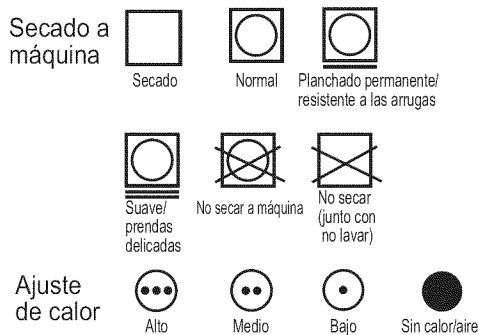 Secado a
máquina
Secado
Normal
Planchado permanente/
resistente a las arrugas
Suave/
prendas
delicadas
No secar a máquina
No secar
(junto con
no lavar)
Ajuste
de calor
Alto
Medio
Bajo
Sin calor/aire